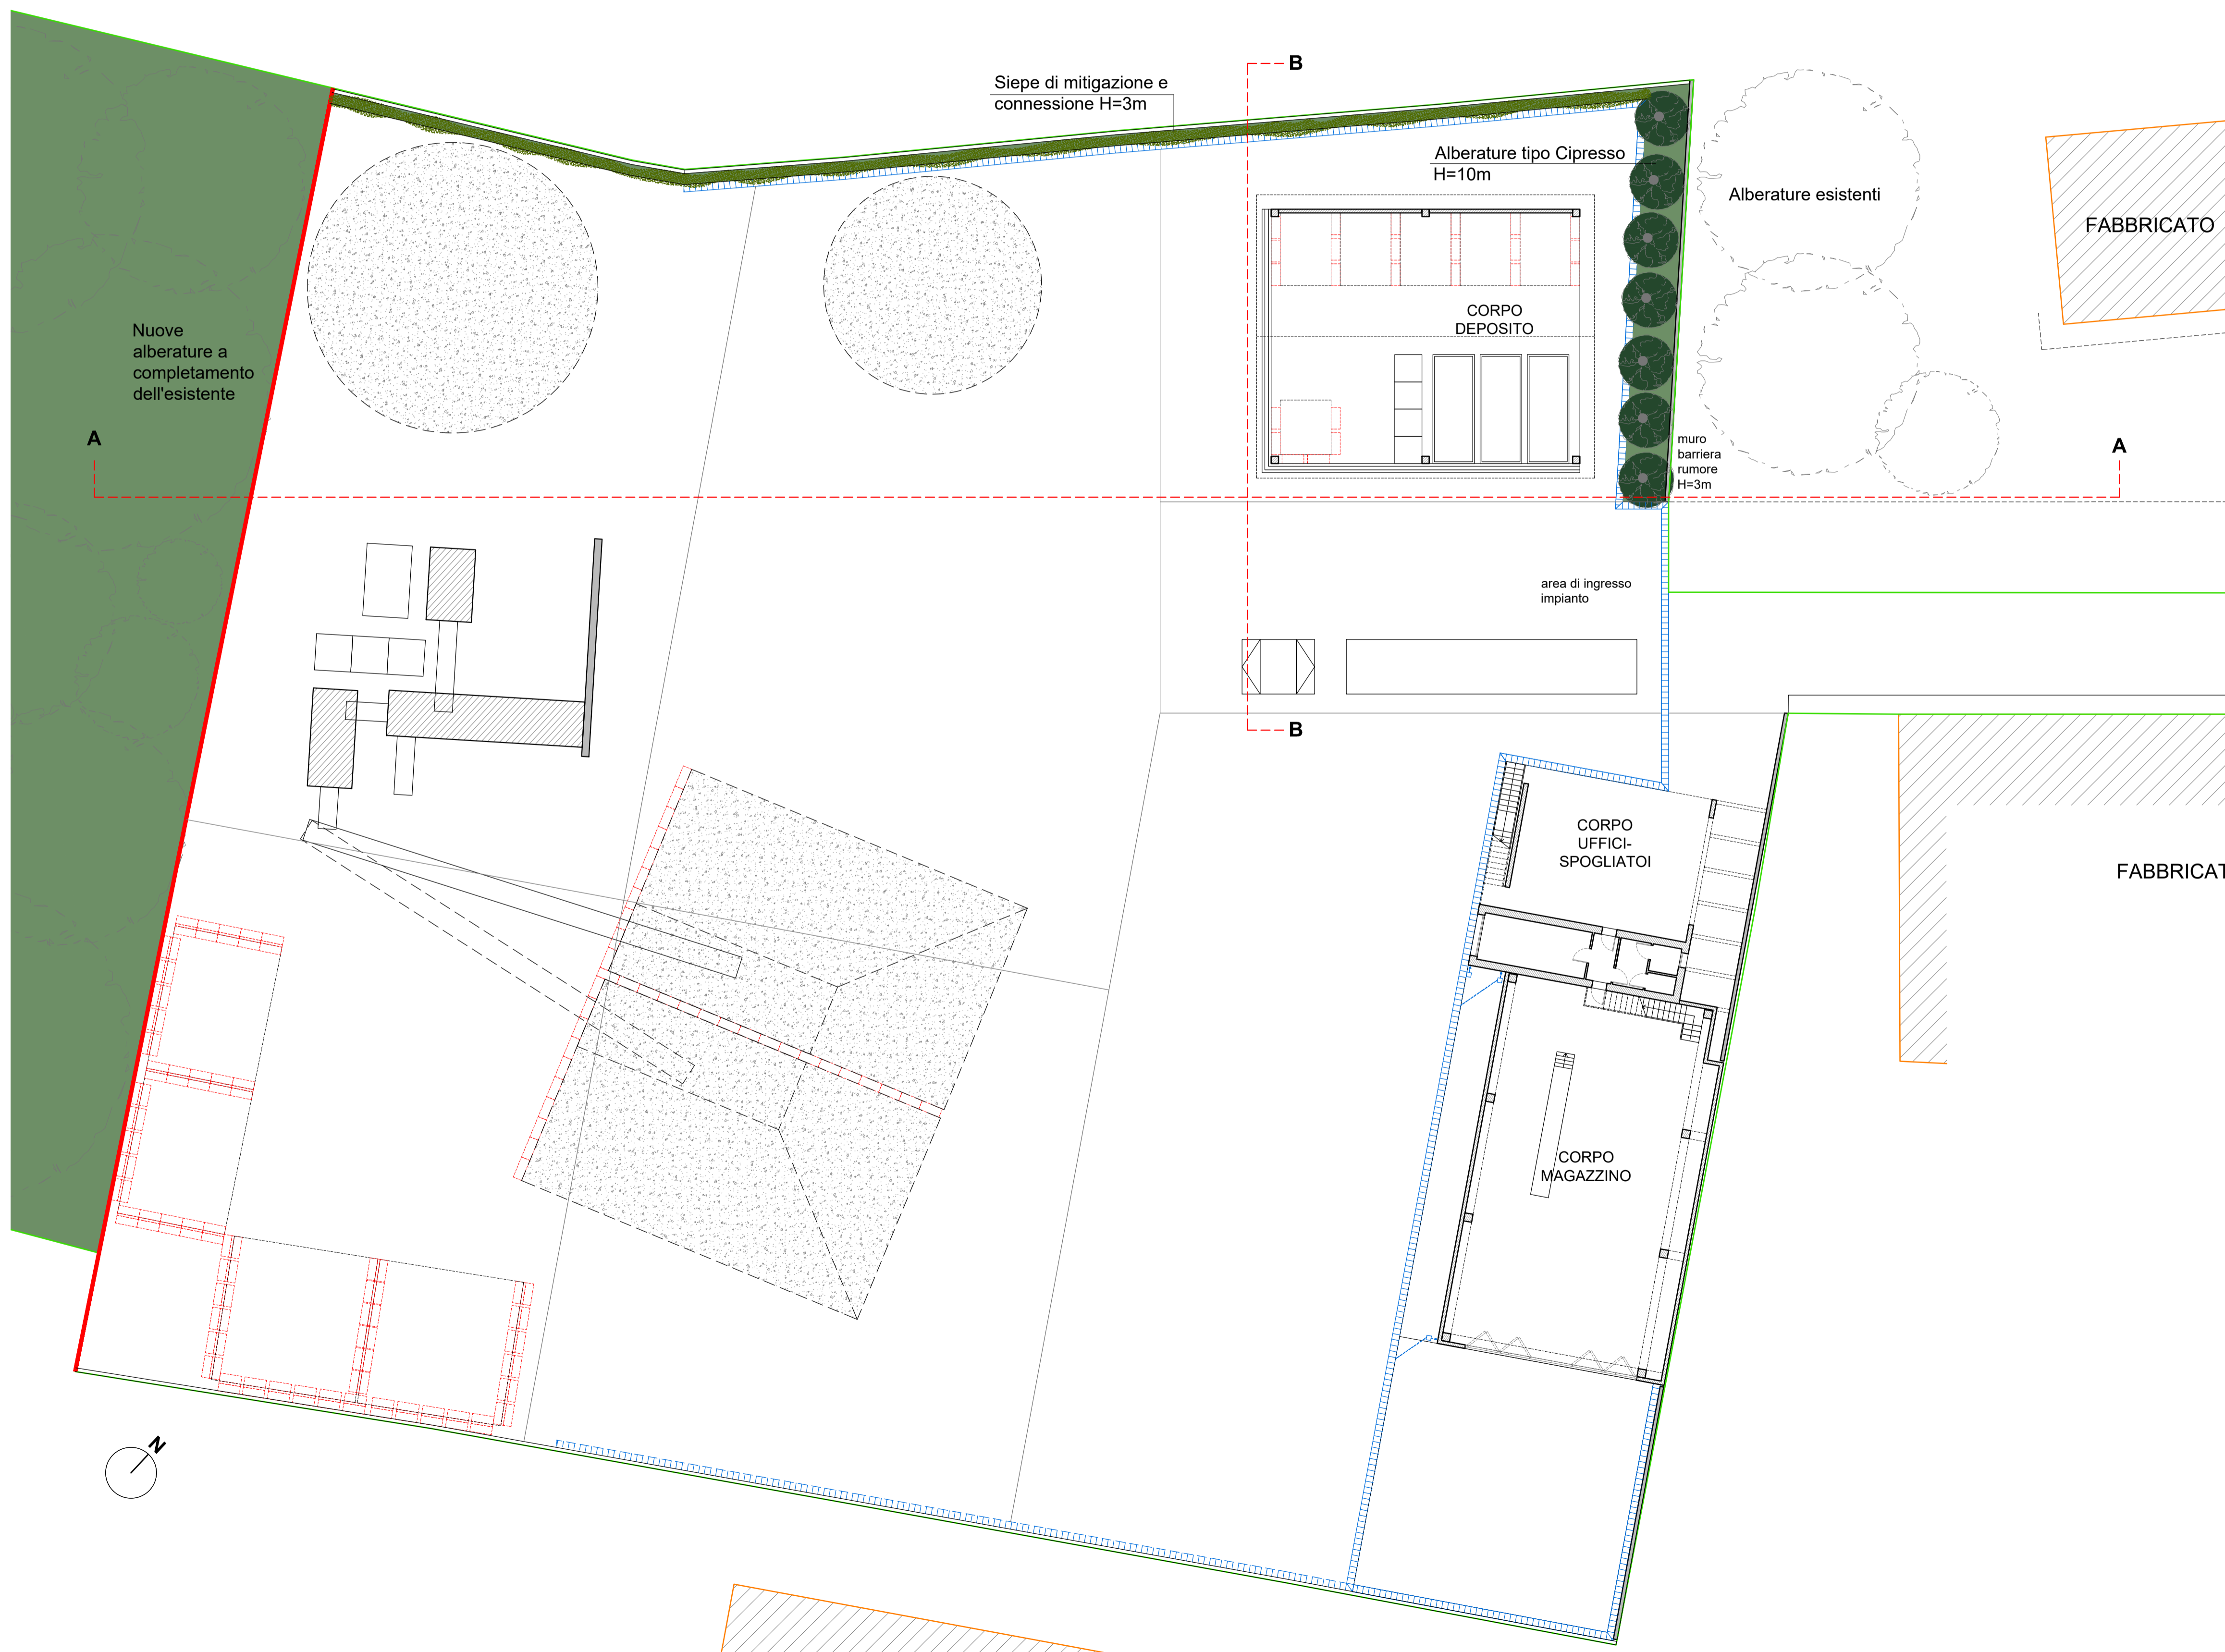 B
Siepe di mitigazione e
connessione H=3m
Alberature tipo Cipresso
H=10m
Alberature esistenti
FABBRICATO
CORPO
DEPOSITO
Nuove
alberature a
completamento
dell'esistente
A
muro
barriera
rumore
H=3m
A
area di ingresso
impianto
B
CORPO
UFFICI-
SPOGLIATOI
FABBRICAT
CORPO
MAGAZZINO
N